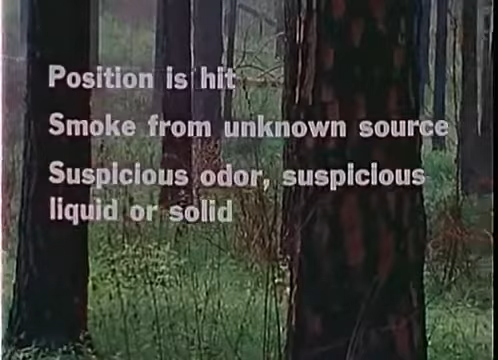 Position is hit
Smoke from unknown source
Suspicious odor, suspicious
liquid or solid